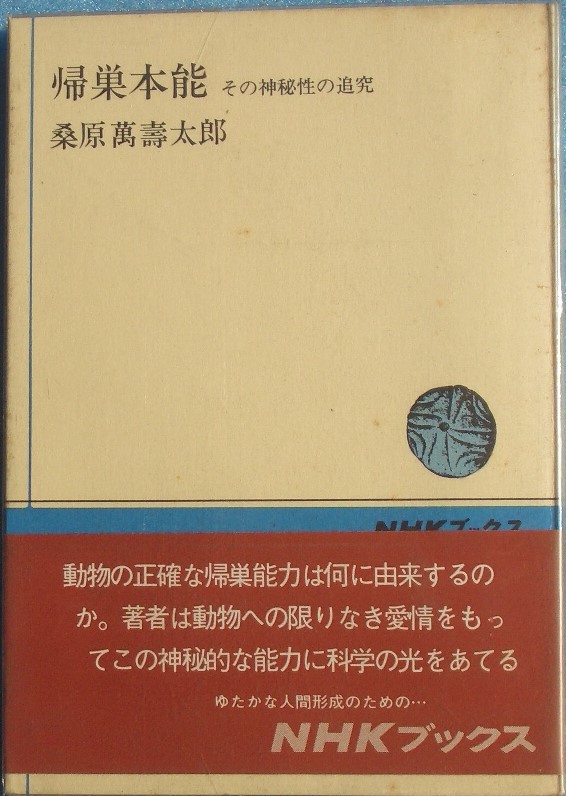 帰巣本能 その神秘性の追究
桑原萬壽太郎
NHKブックス
動物の正確な帰巣能力は何に由来するの
か。著者は動物への限りなき愛情をもっ
てこの神秘的な能力に科学の光をあてる
ゆたかな人間形成のための…
NHKブックス